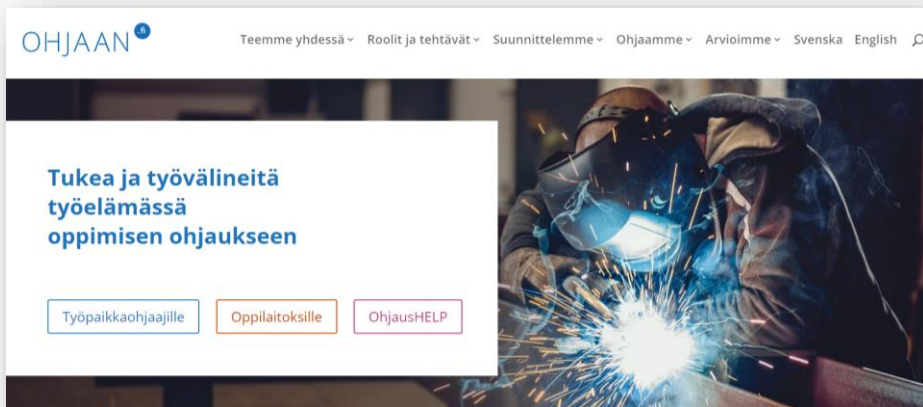 OHJAAN.fi
Teemme yhdessä Roolit ja tehtävät Suunnittelemme Ohjaamme Arvioimme Svenska English
Tukea ja työvälineitä
työelämässä
oppimisen ohjaukseen
Työpaikkaohjaajille Oppilaitoksille OhjausHELP